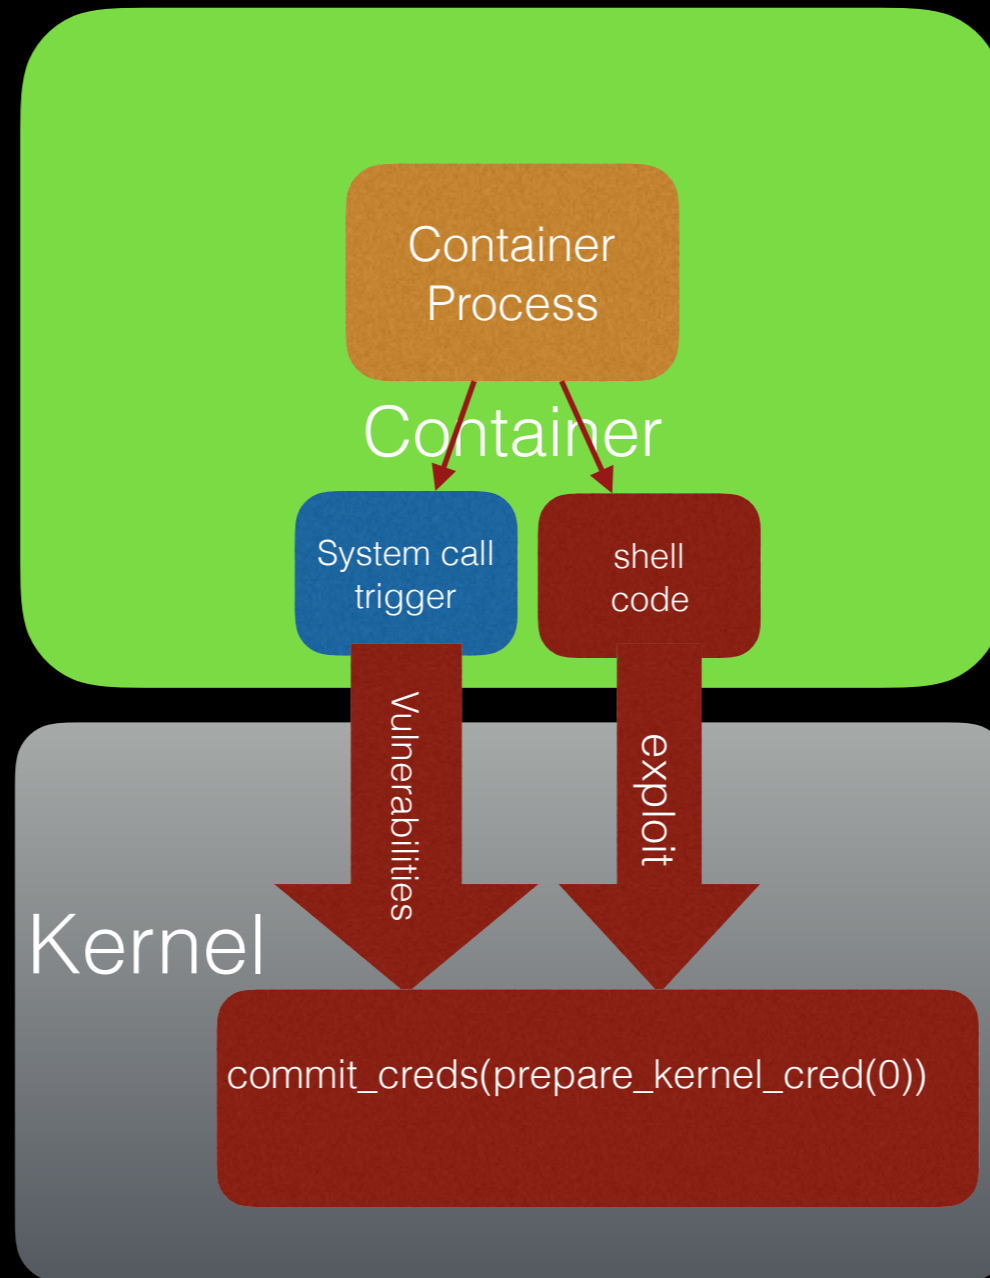 Container
Process
Container
System call
trigger
shell
code
Vulnerabilities
exploit
Kernel
commit_creds(prepare_kernel_cred(0))